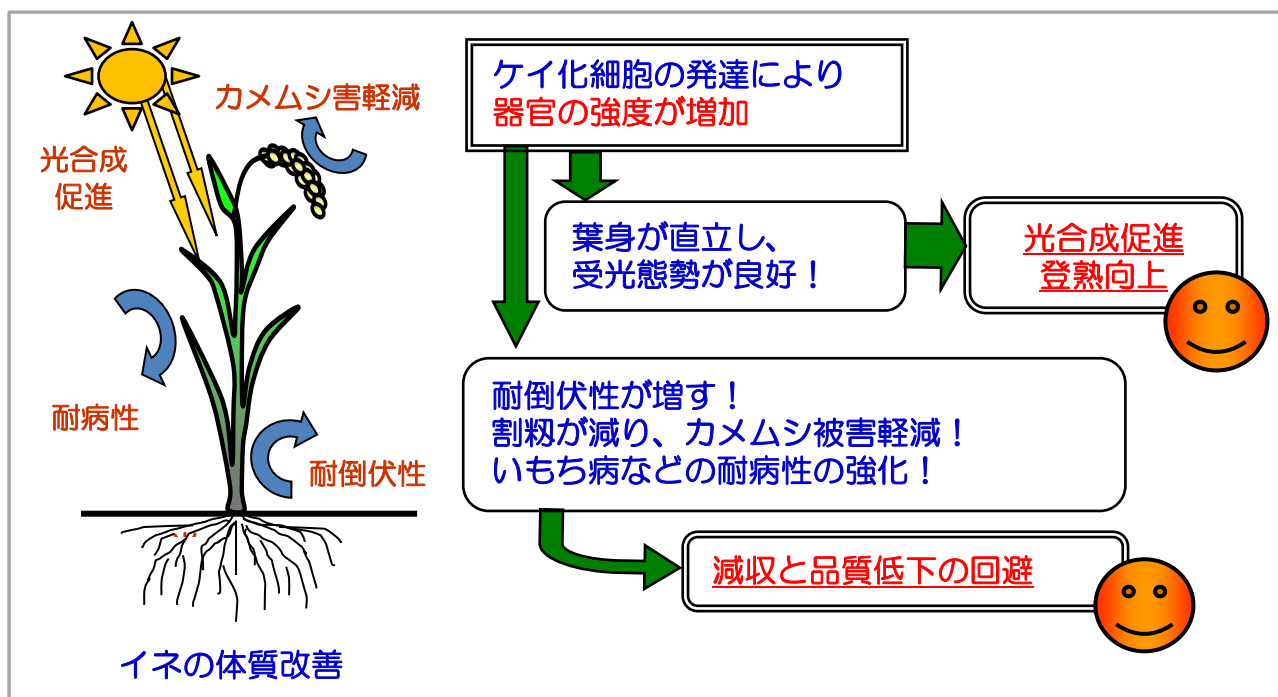 カメムシ害軽減
光合成
促進
耐病性
耐倒伏性
イネの体質改善
ケイ化細胞の発達により
器官の強度が増加
葉身が直立し、
受光態勢が良好！
光合成促進
登熟向上
耐倒伏性が増す！
割籾が減り、カメムシ被害軽減！
いもち病などの耐病性の強化！
減収と品質低下の回避